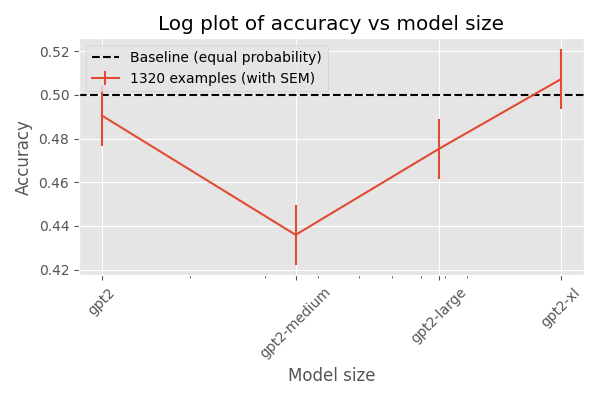 Log plot of accuracy vs model size
Baseline (equal probability)
1320 examples (with SEM)
Accuracy
0.52
0.50
0.48
0.46
0.44
0.42
gpt2
gpt2-medium
gpt2-large
gpt2-xl
Model size